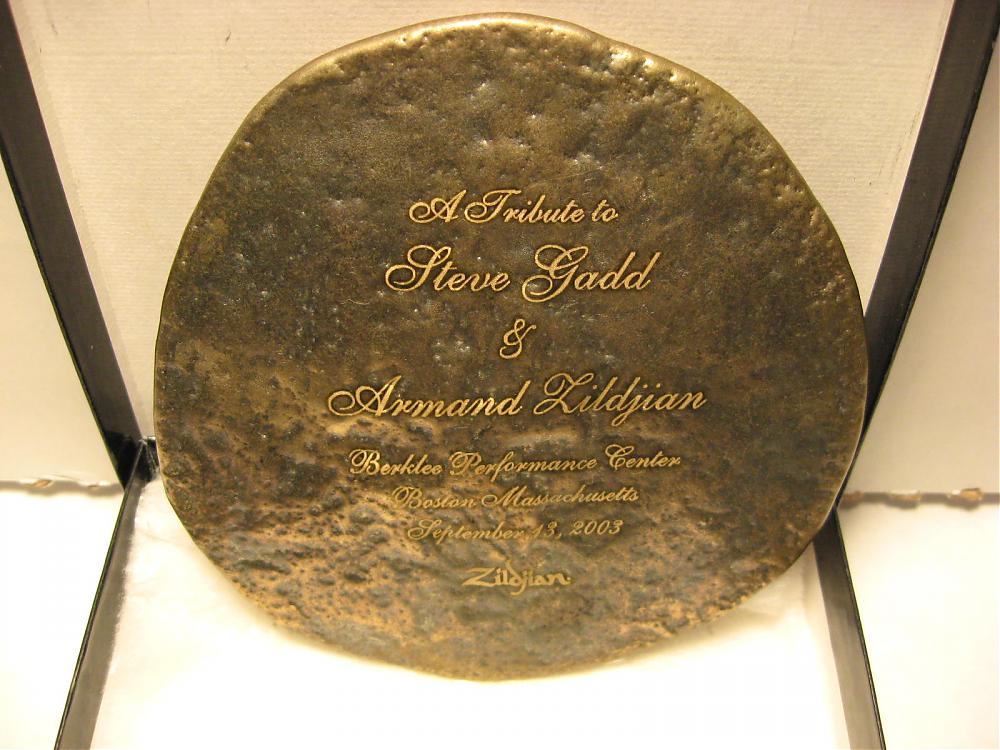 A Tribute to
Steve Gadd
&
Armand Zildjian
Berklee Performance Center
Boston Massachusetts
September 13, 2003
Zildjian